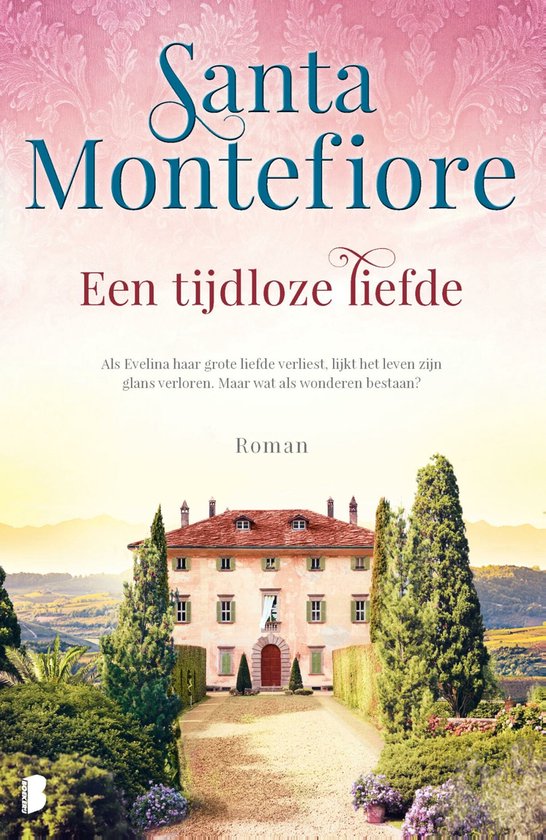 Santa
Montefiore
Een tijdloze liefde
Als Evelina haar grote liefde verliest, lijkt het leven zijn
glans verloren. Maar wat als wonderen bestaan?
Roman
BOEKERIJ
B